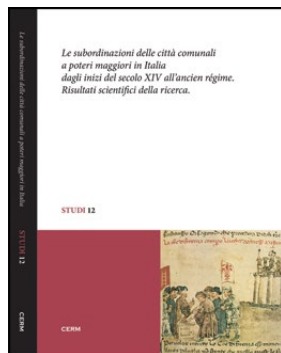 Le subordinazioni delle città comunali a poteri maggiori in Italia
STUDI 12
CERM
Le subordinazioni delle città comunali
a poteri maggiori in Italia
dagli inizi del secolo XIV all'ancien régime.
Risultati scientifici della ricerca.
STUDI 12
CERM